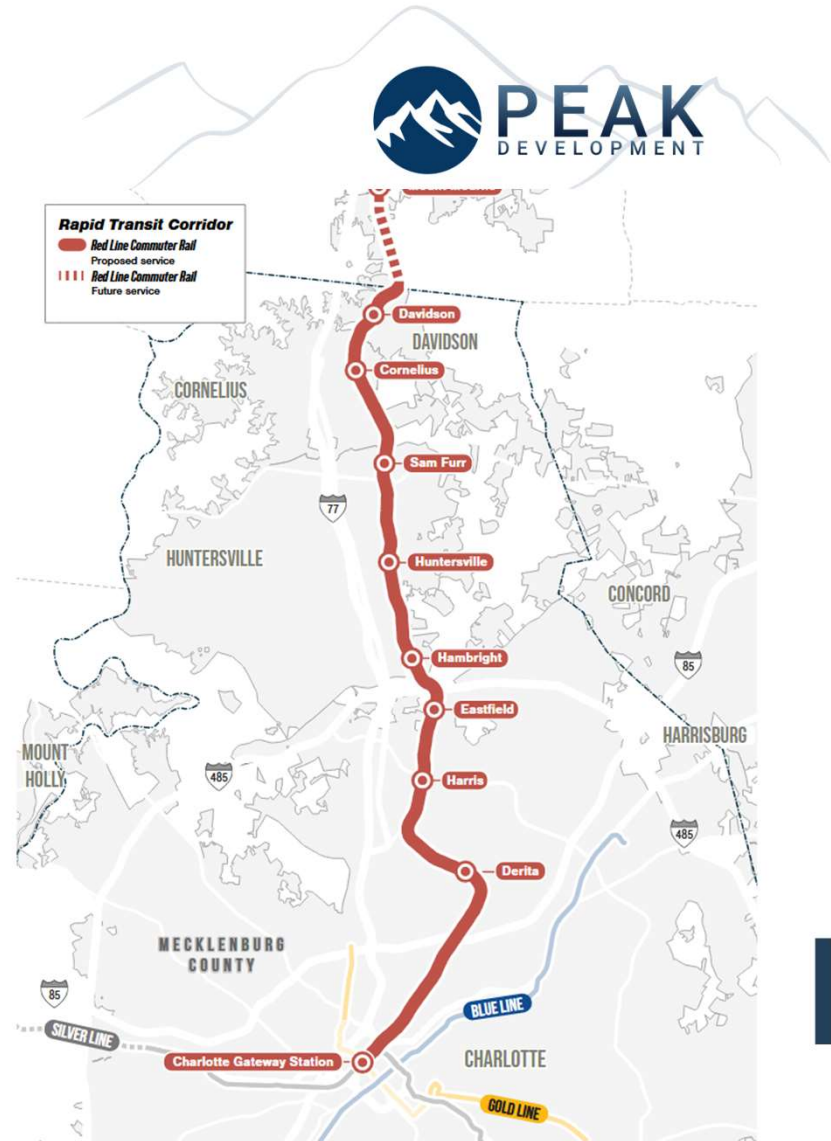 PEAK
DEVELOPMENT
Rapid Transit Corridor
Red Line Commuter Rail
Proposed service
Red Line Commuter Rail
Future service
Davidson
DAVIDSON
Cornelius
CORNELIUS
Sam Furr
77
HUNTERSVILLE
Huntersville
CONCORD
Hambright
85
Eastfield
HARRISBURG
MOUNT
HOLLY
485
Harris
485
Derita
MECKLENBURG
COUNTY
85
BLUE LINE
SILVER LINE
Charlotte Gateway Station
CHARLOTTE
GOLD LINE